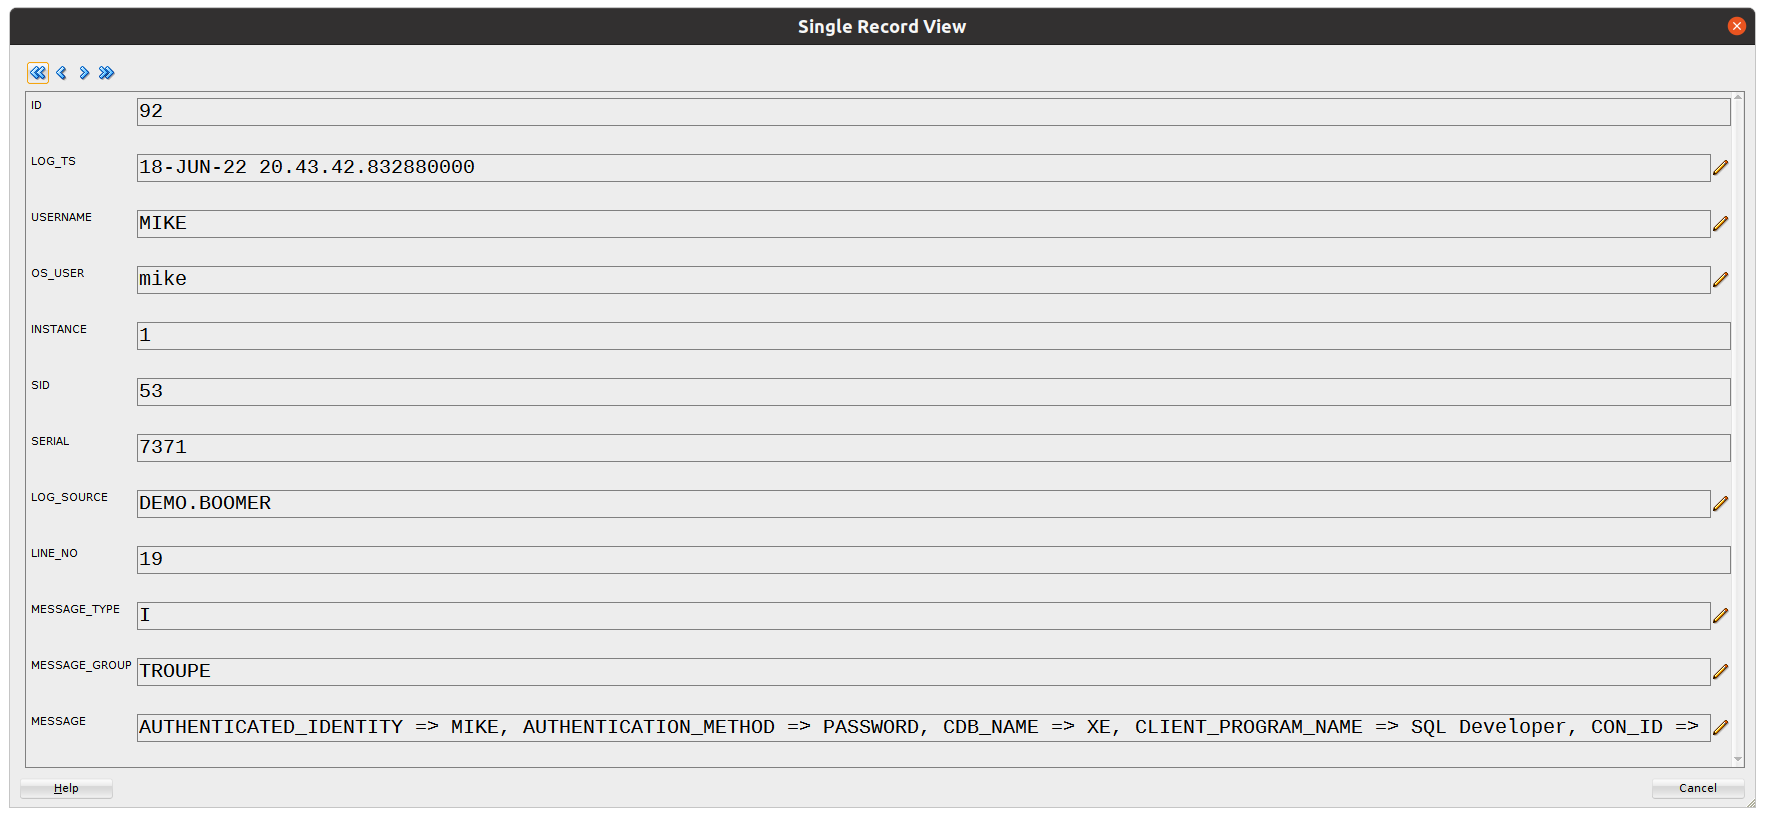 Single Record View
ID 92
LOG_TS 18-JUN-22 20.43.42.832880000
USERNAME MIKE
OS_USER mike
INSTANCE 1
SID 53
SERIAL 7371
LOG_SOURCE DEMO.BOOMER
LINE_NO 19
MESSAGE_TYPE I
MESSAGE_GROUP TROUPE
MESSAGE AUTHENTICATED_IDENTITY => MIKE, AUTHENTICATION_METHOD => PASSWORD, CDB_NAME => XE, CLIENT_PROGRAM_NAME => SQL Developer, CON_ID =>
Help Cancel